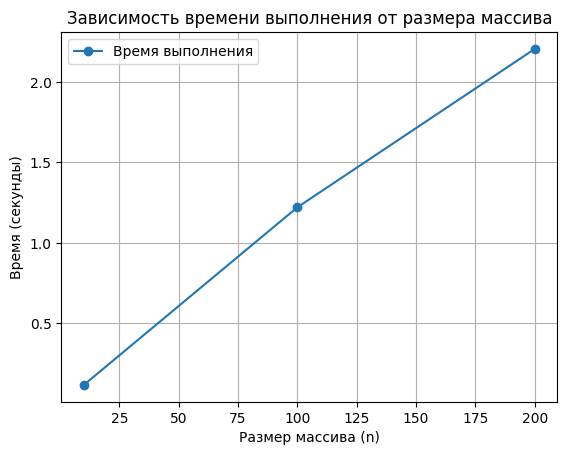 Зависимость времени выполнения от размера массива
Время выполнения
Время (секунды)
2.0
1.5
1.0
0.5
25 50 75 100 125 150 175 200
Размер массива (n)